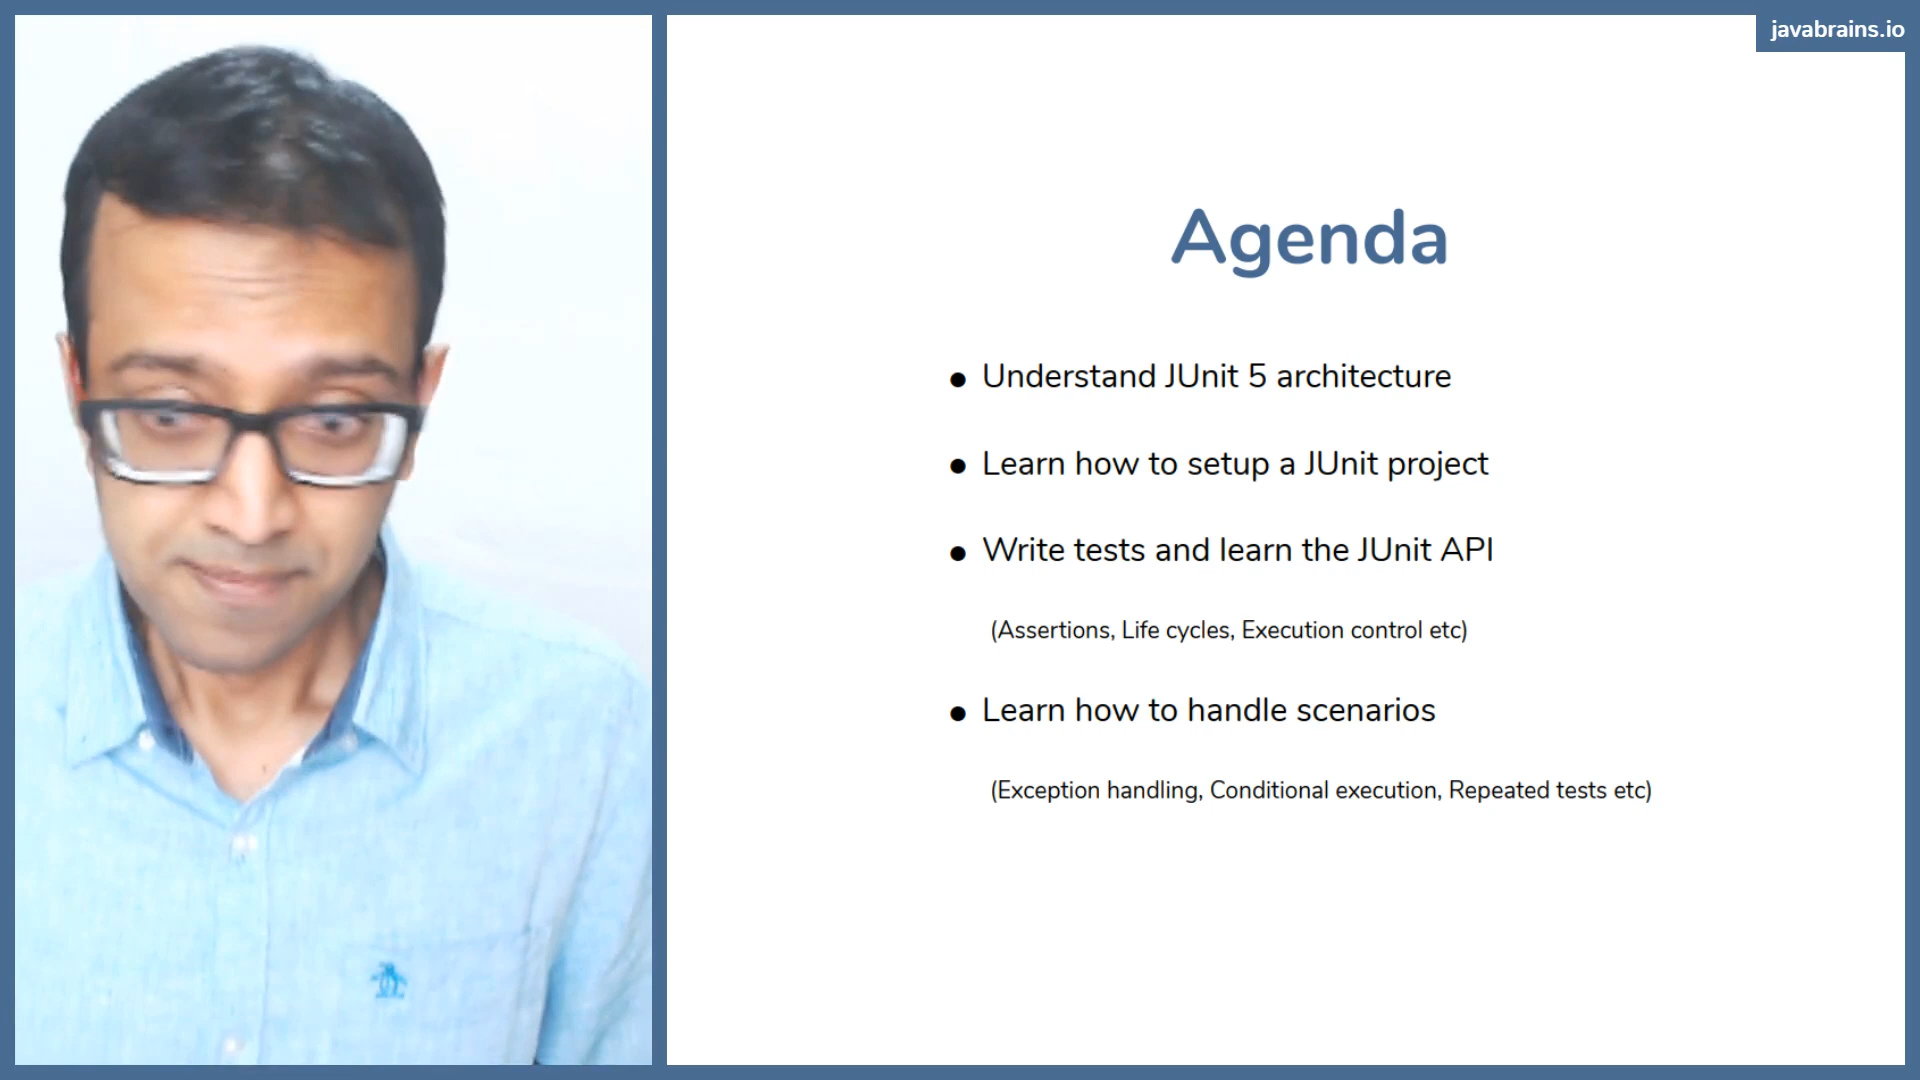 javabrains.io
Agenda
● Understand JUnit 5 architecture
● Learn how to setup a JUnit project
● Write tests and learn the JUnit API
(Assertions, Life cycles, Execution control etc)
● Learn how to handle scenarios
(Exception handling, Conditional execution, Repeated tests etc)